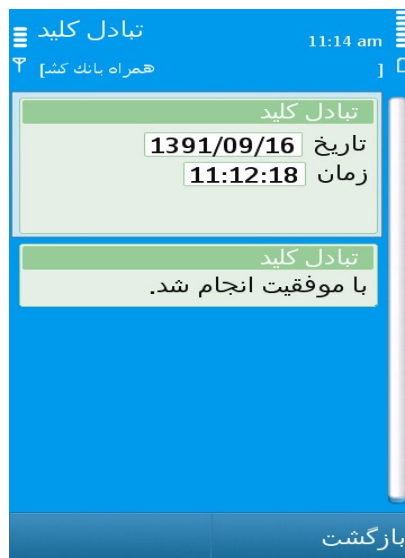 تبادل کلید
11:14 am
همراه بانك کشا]
[
تبادل کلید
تاریخ 1391/09/16
زمان 11:12:18
تبادل کلید
با موفقیت انجام شد.
بازگشت